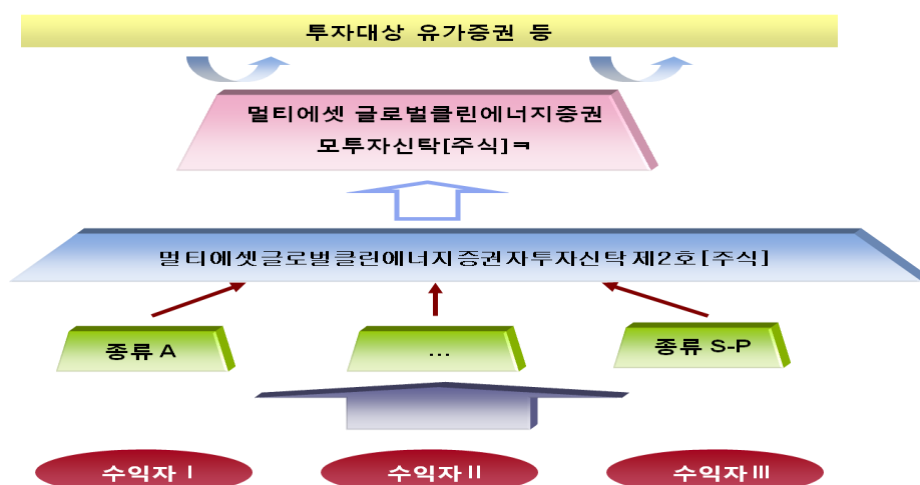 투자대상 유가증권 등
멀티에셋 글로벌클린에너지증권
모투자신탁[주식]ㅋ
멀티에셋글로벌클린에너지증권자투자신탁 제2호[주식]
종류 A
...
종류 S-P
수익자 I
수익자 II
수익자 III